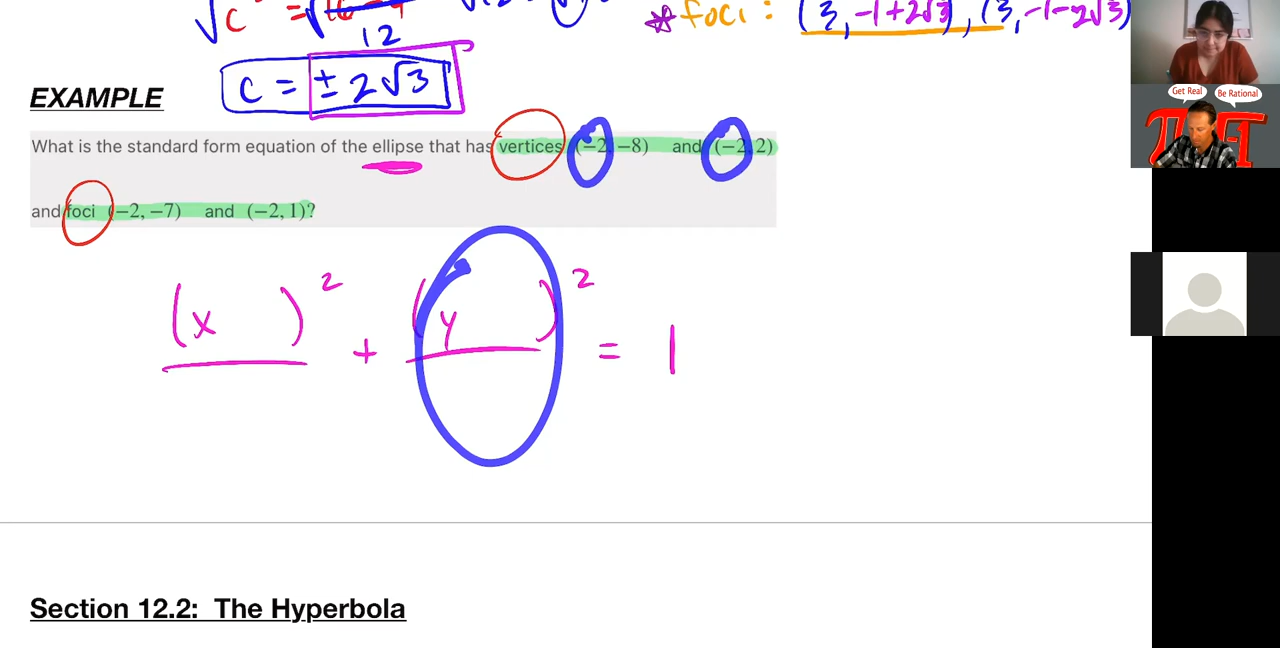 * foci : (3, -1+2√3), (3, -1-2√3)
12
c = ± 2√3
EXAMPLE
What is the standard form equation of the ellipse that has vertices (−2, −8) and (−2, 2)
and foci (−2, −7) and (−2, 1)?
(x )² + (y )² = 1
Section 12.2: The Hyperbola
Get Real
Be Rational